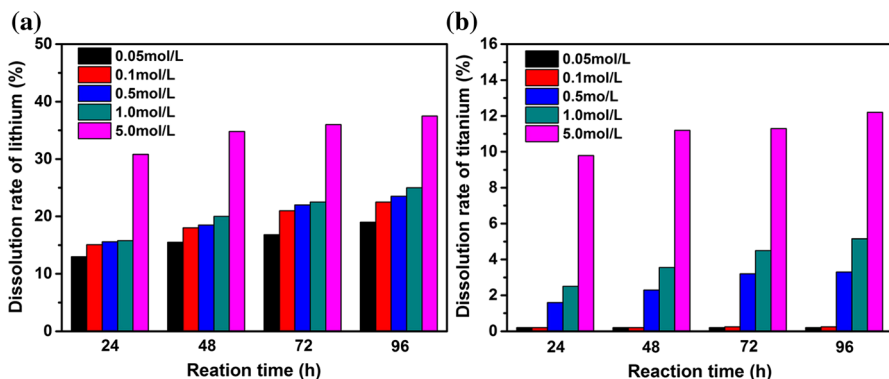 (a)
Dissolution rate of lithium (%)
50
40
30
20
10
0
0.05mol/L
0.1mol/L
0.5mol/L
1.0mol/L
5.0mol/L
24 48 72 96
Reation time (h)
(b)
Dissolution rate of titanium (%)
16
14
12
10
8
6
4
2
0
0.05mol/L
0.1mol/L
0.5mo/L
1.0mol/L
5.0mol/L
24 48 72 96
Reaction time (h)